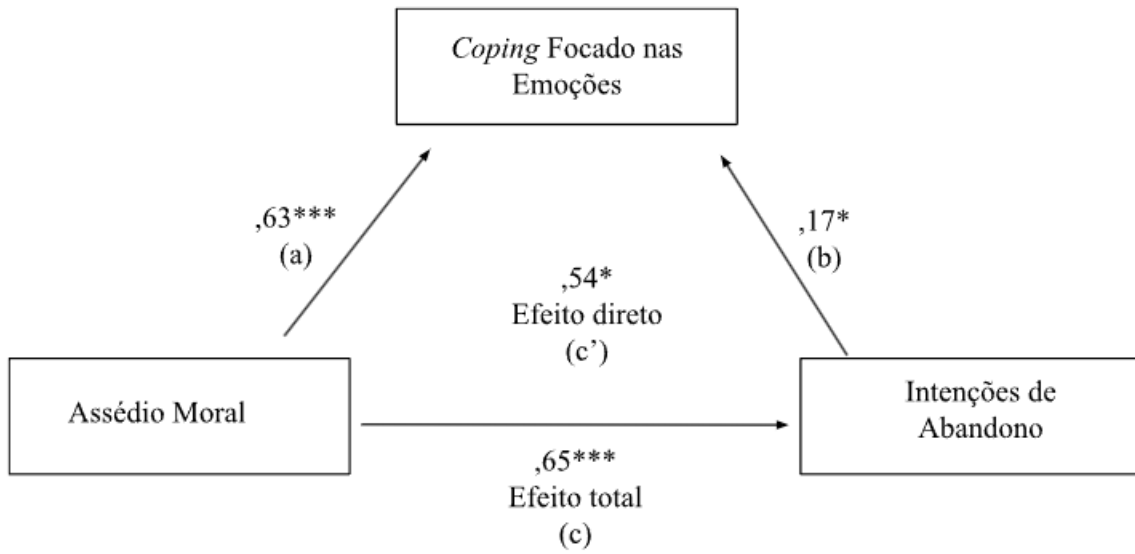 Coping Focado nas
Emoções
,63***
(a)
,17*
(b)
,54*
Efeito direto
(c’)
Assédio Moral
Intenções de
Abandono
,65***
Efeito total
(c)